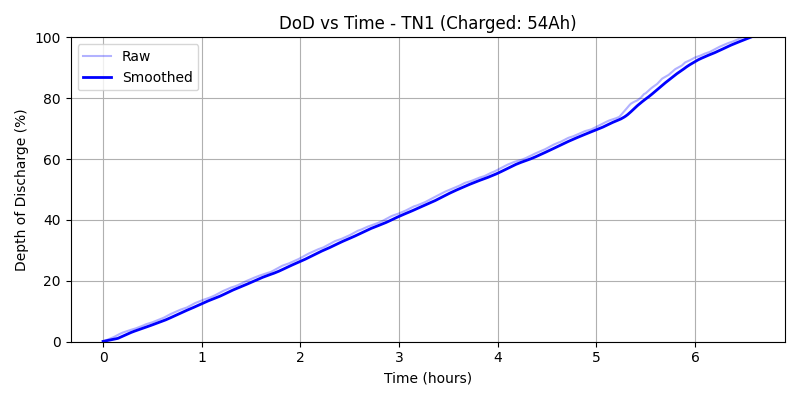 DoD vs Time - TN1 (Charged: 54Ah)
Raw
Smoothed
Depth of Discharge (%)
100
80
60
40
20
0
0 1 2 3 4 5 6
Time (hours)